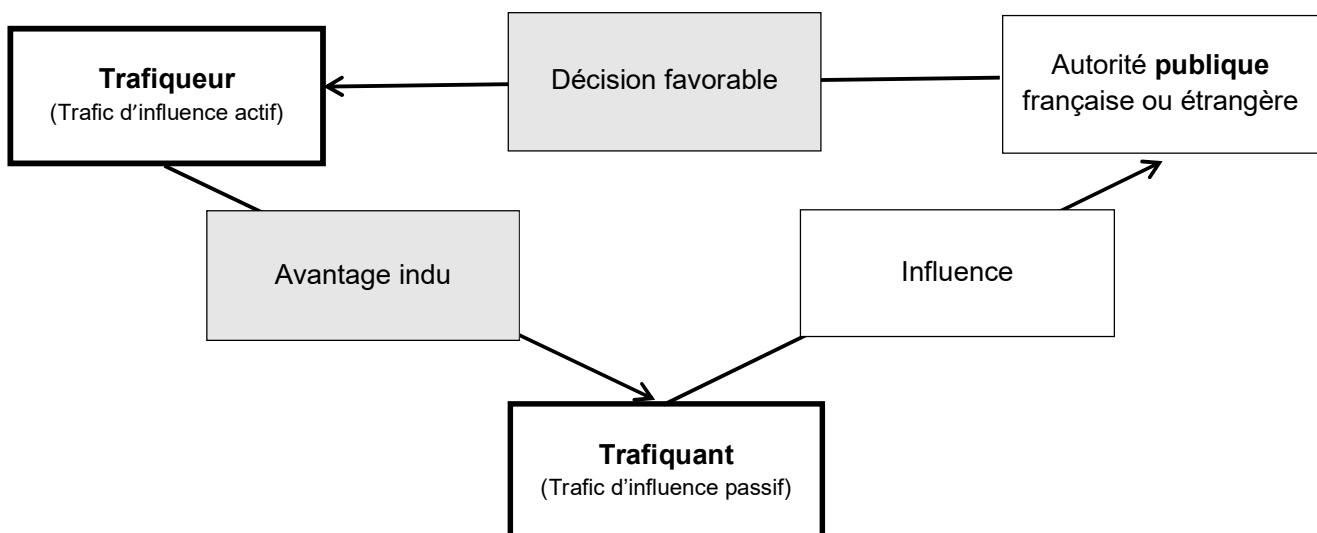 Trafiqueur
(Trafic d’influence actif)
Décision favorable
Autorité publique
française ou étrangère
Avantage indu
Influence
Trafiquant
(Trafic d’influence passif)